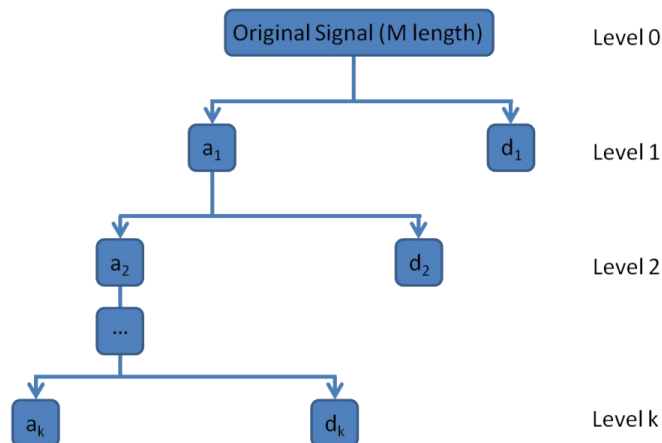 Original Signal (M length) Level 0
a₁ d₁ Level 1
a₂ d₂ Level 2
...
aₖ dₖ Level k